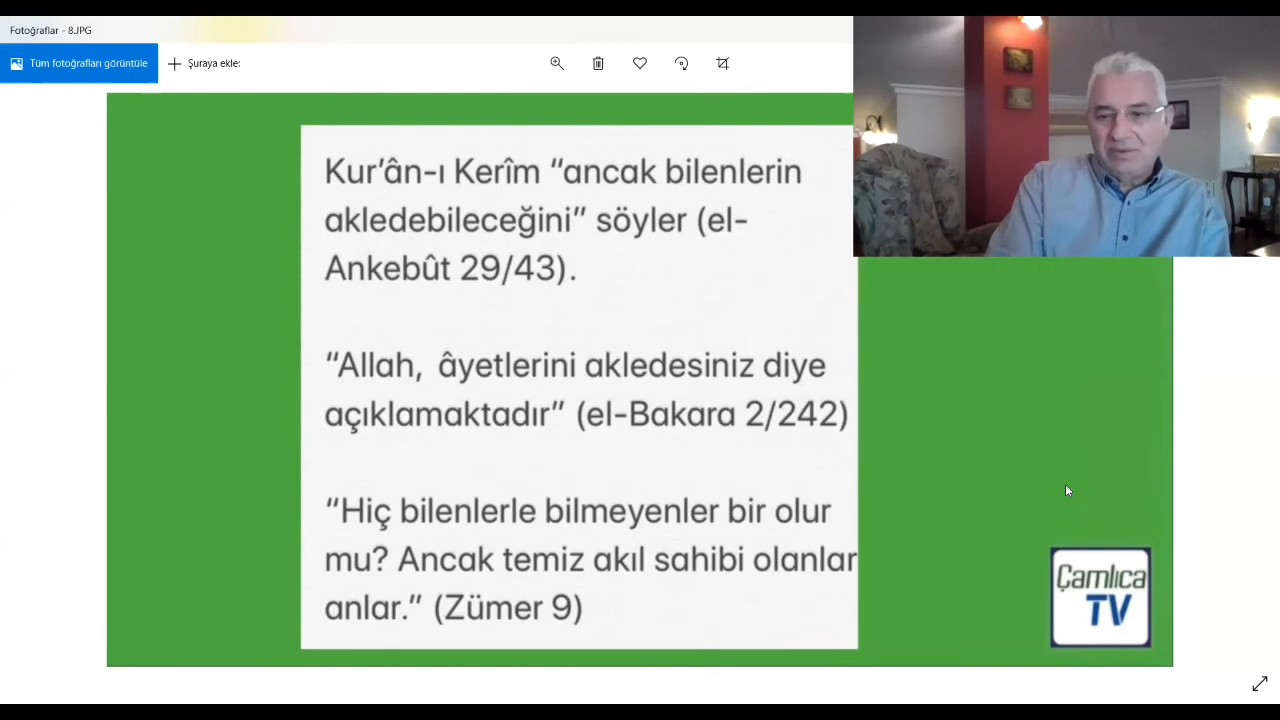 Fotoğraflar - 8.JPG
Tüm fotoğrafları görüntüle
Şuraya ekle:
Kur’ân-ı Kerîm “ancak bilenlerin
akledebileceğini” söyler (el-
Ankebût 29/43).
“Allah, âyetlerini akledesiniz diye
açıklamaktadır” (el-Bakara 2/242)
“Hiç bilenlerle bilmeyenler bir olur
mu? Ancak temiz akıl sahibi olanlar
anlar.” (Zümer 9)
Çamlıca
TV